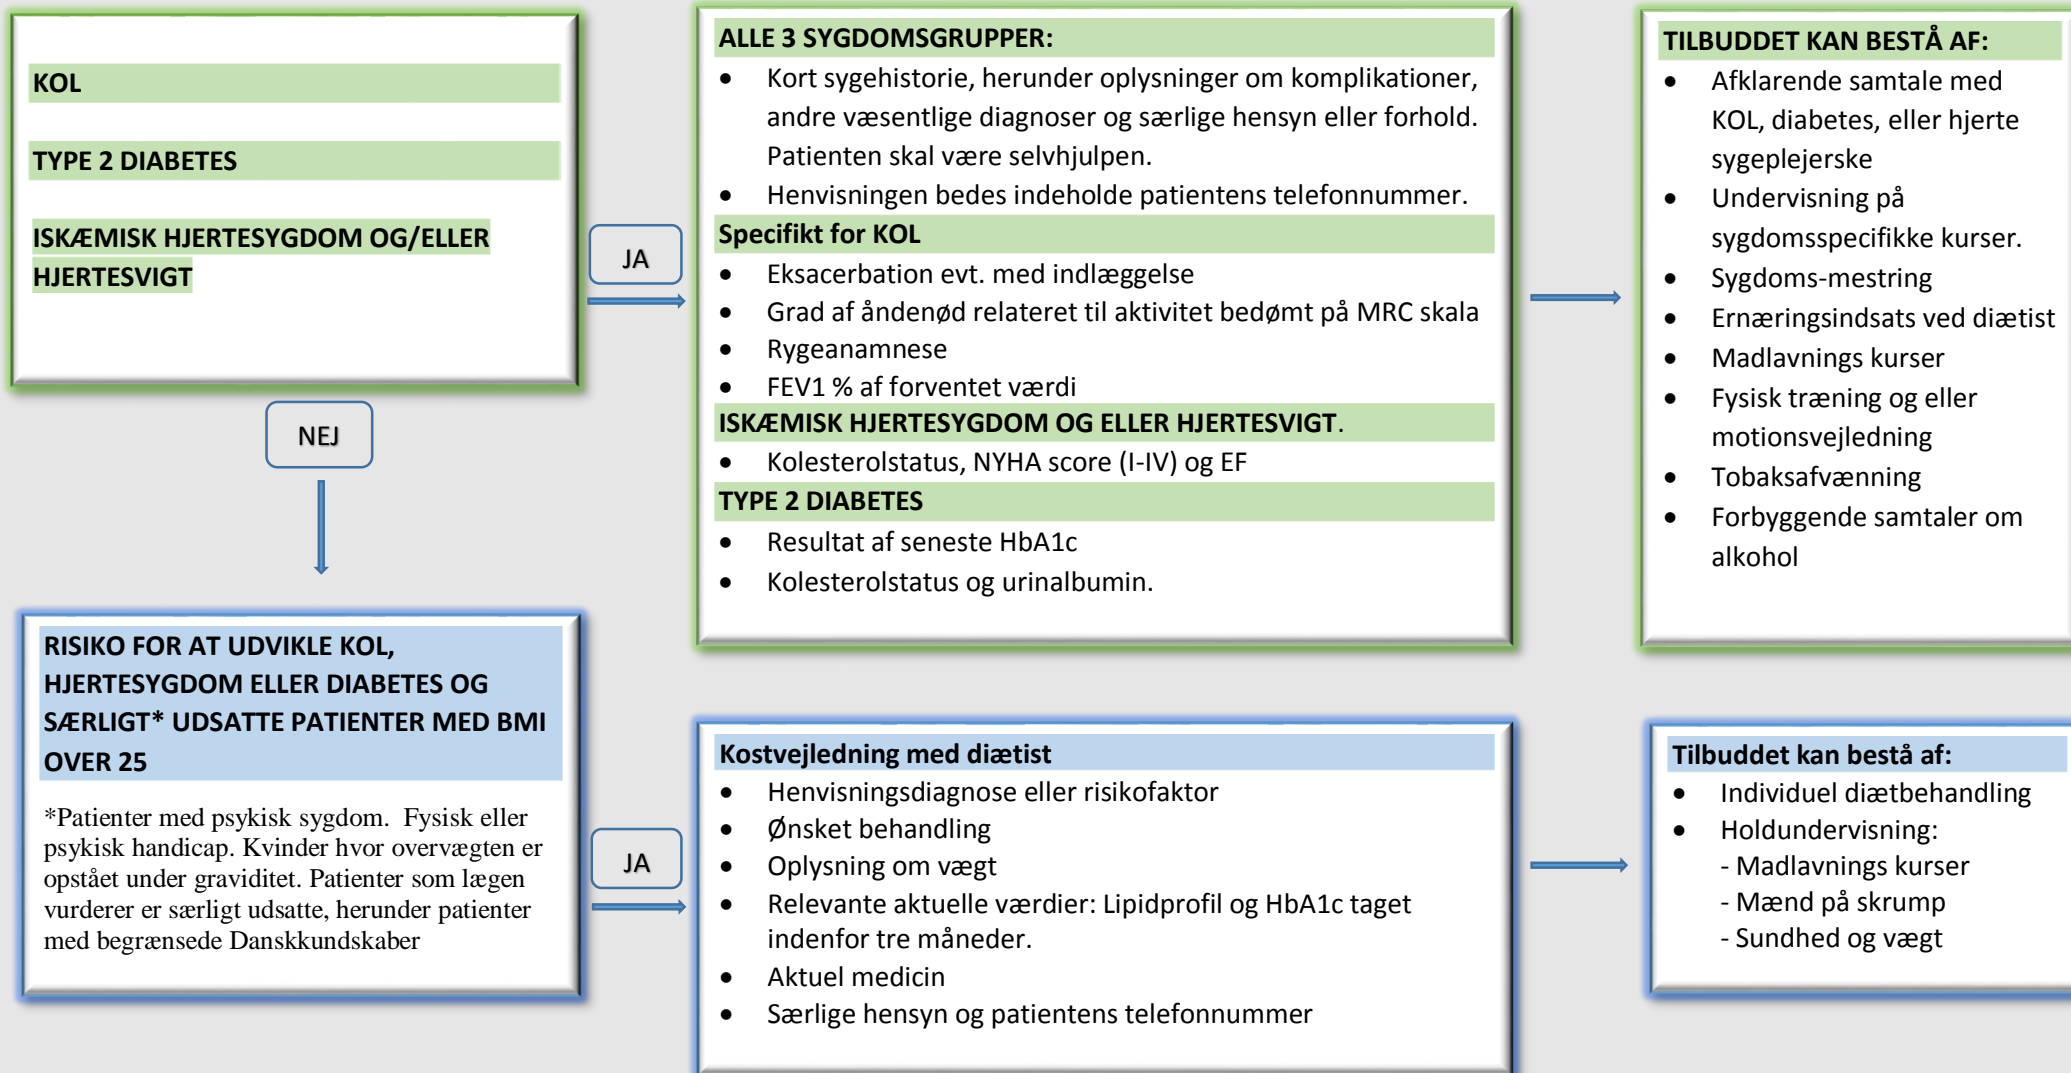 KOL
TYPE 2 DIABETES
ISKÆMISK HJERTESYGDOM OG/ELLER
HJERTESVIGT
JA
ALLE 3 SYGDOMSGRUPPER:
• Kort sygehistorie, herunder oplysninger om komplikationer,
andre væsentlige diagnoser og særlige hensyn eller forhold.
Patienten skal være selvhjulpen.
• Henvisningen bedes indeholde patientens telefonnummer.
Specifikt for KOL
• Eksacerbation evt. med indlæggelse
• Grad af åndenød relateret til aktivitet bedømt på MRC skala
• Rygeanamnese
• FEV1 % af forventet værdi
ISKÆMISK HJERTESYGDOM OG ELLER HJERTESVIGT.
• Kolesterolstatus, NYHA score (I-IV) og EF
TYPE 2 DIABETES
• Resultat af seneste HbA1c
• Kolesterolstatus og urinalbumin.
TILBUDDET KAN BESTÅ AF:
• Afklarende samtale med
KOL, diabetes, eller hjerte
sygeplejerske
• Undervisning på
sygdomsspecifikke kurser.
• Sygdoms-mestring
• Ernæringsindsats ved diætist
• Madlavnings kurser
• Fysisk træning og eller
motionsvejledning
• Tobaksafvænning
• Forbyggende samtaler om
alkohol
NEJ
RISIKO FOR AT UDVIKLE KOL,
HJERTESYGDOM ELLER DIABETES OG
SÆRLIGT* UDSATTE PATIENTER MED BMI
OVER 25
*Patienter med psykisk sygdom. Fysisk eller
psykisk handicap. Kvinder hvor overvægten er
opstået under graviditet. Patienter som lægen
vurderer er særligt udsatte, herunder patienter
med begrænsede Danskkundskaber
JA
Kostvejledning med diætist
• Henvisningsdiagnose eller risikofaktor
• Ønsket behandling
• Oplysning om vægt
• Relevante aktuelle værdier: Lipidprofil og HbA1c taget
indenfor tre måneder.
• Aktuel medicin
• Særlige hensyn og patientens telefonnummer
Tilbuddet kan bestå af:
• Individuel diætbehandling
• Holdundervisning:
- Madlavnings kurser
- Mænd på skrump
- Sundhed og vægt